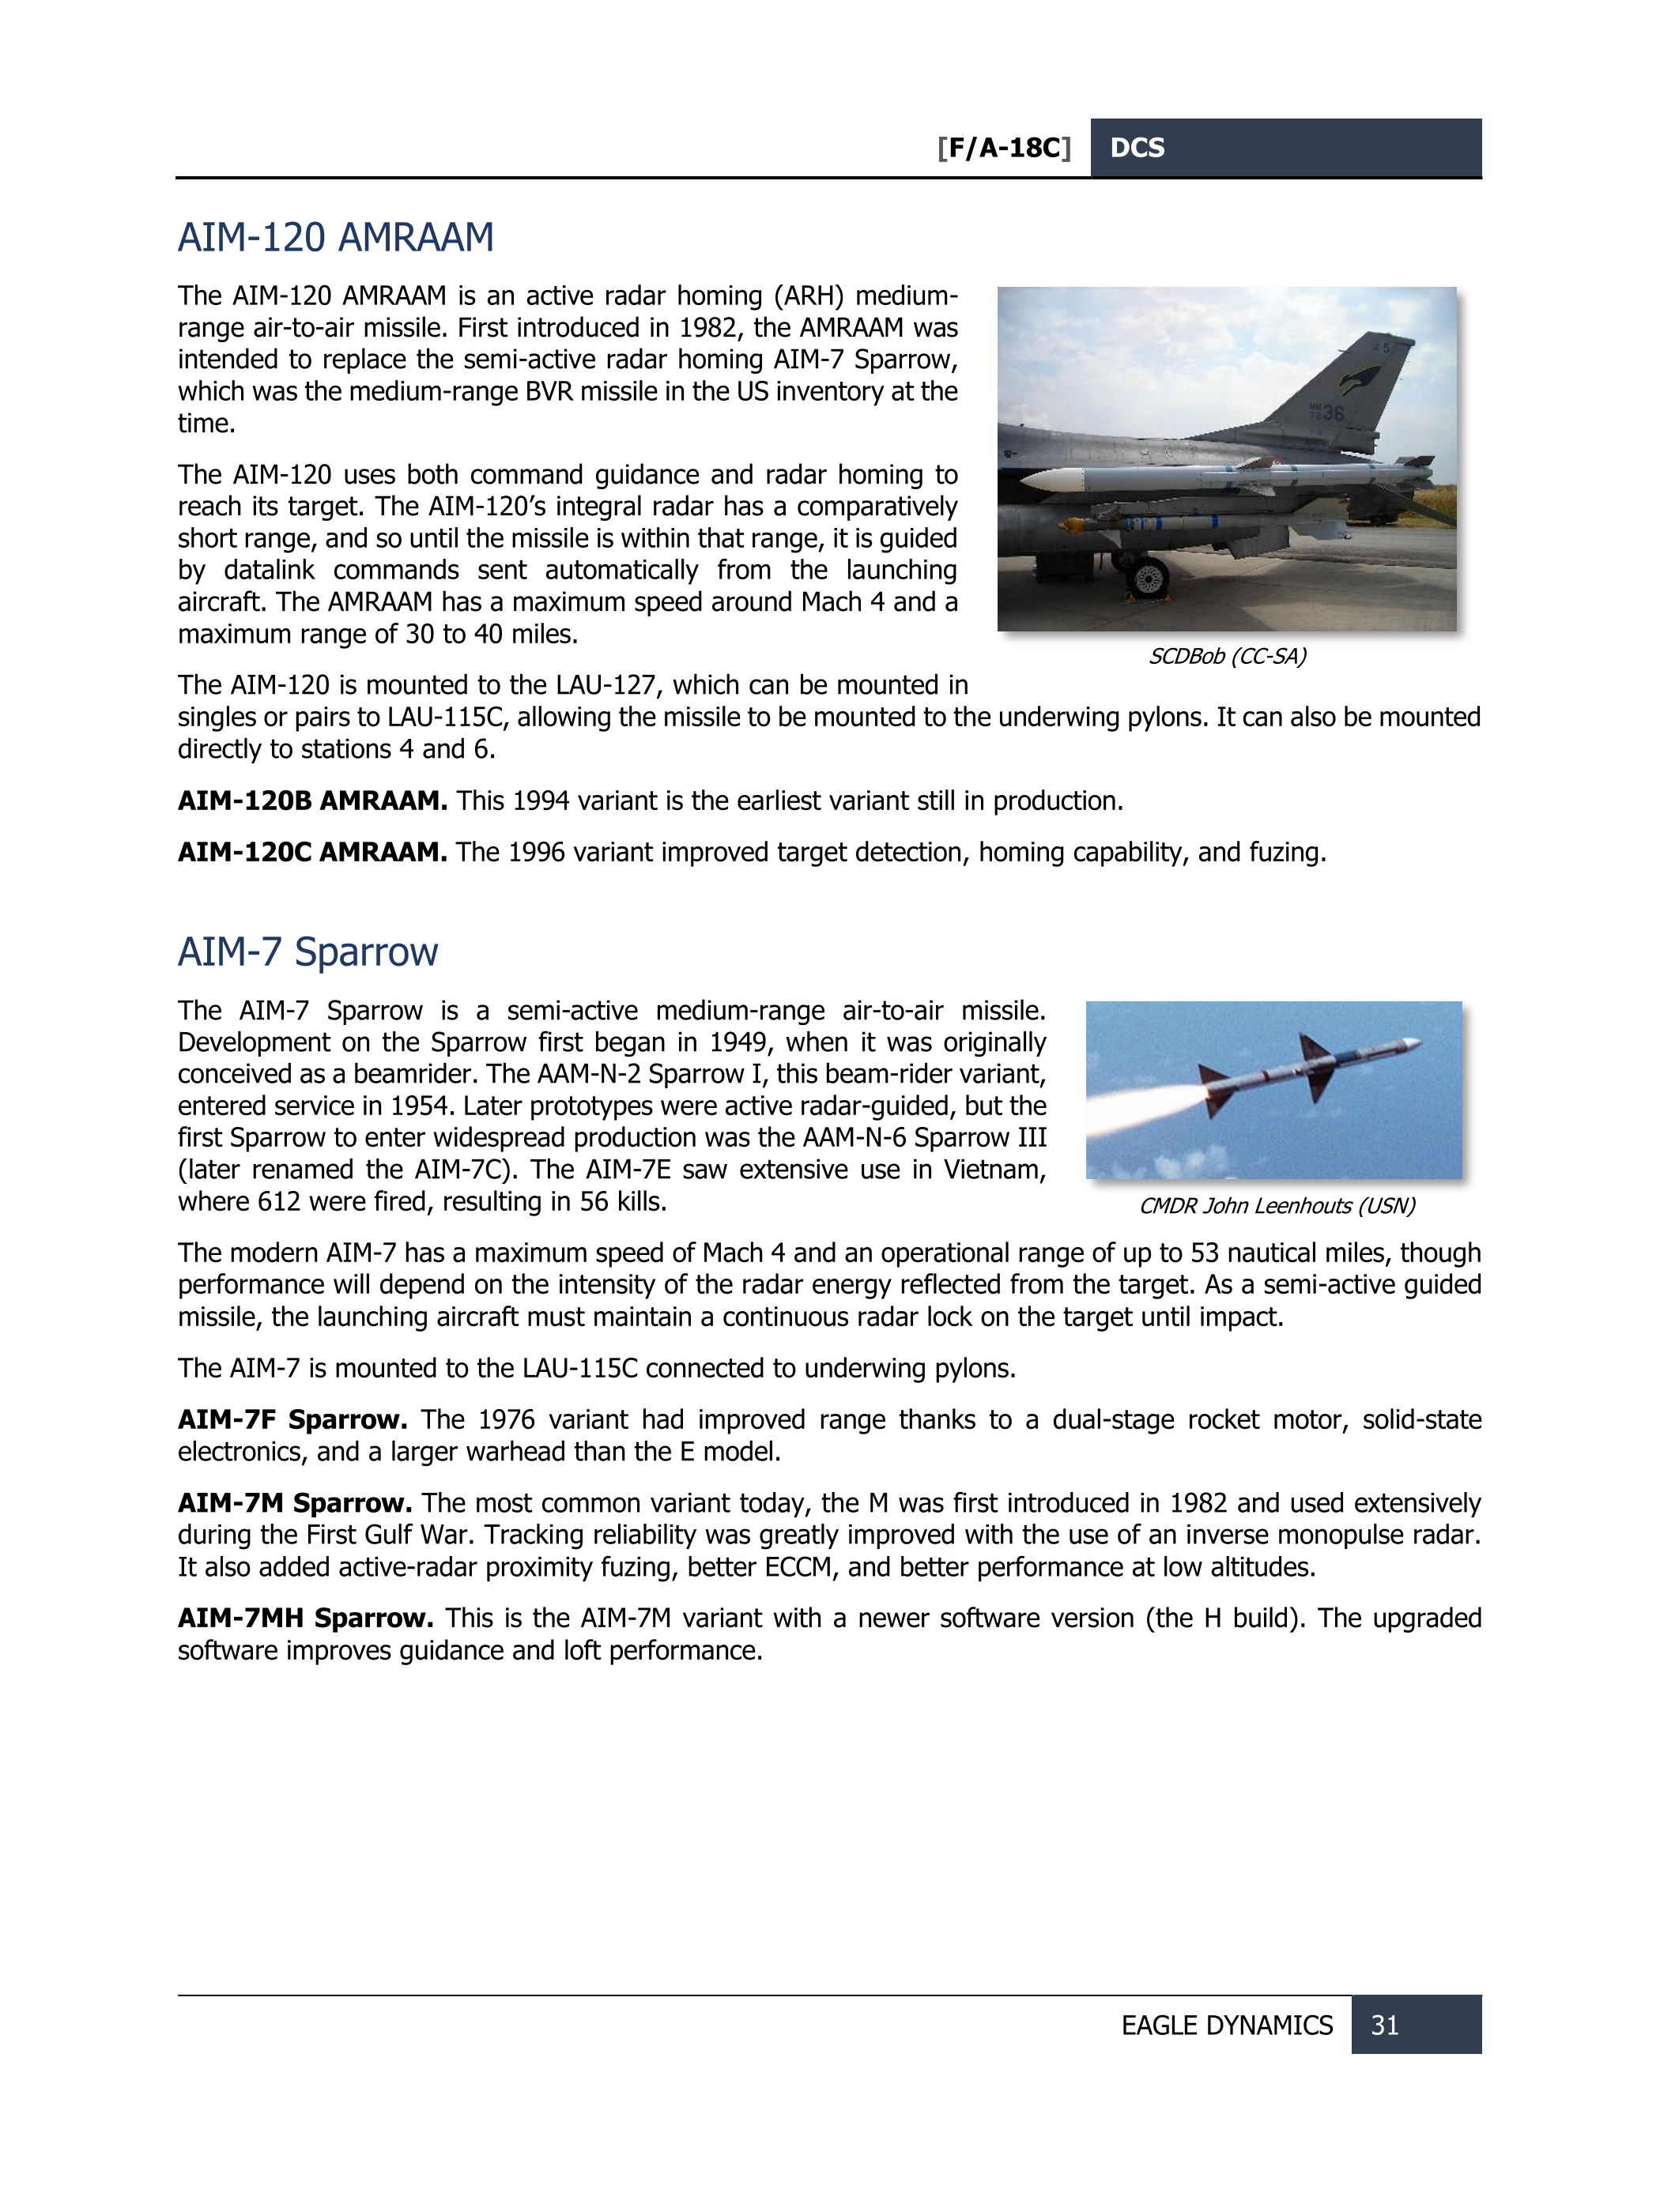 [F/A-18C] DCS
AIM-120 AMRAAM
The AIM-120 AMRAAM is an active radar homing (ARH) medium-
range air-to-air missile. First introduced in 1982, the AMRAAM was
intended to replace the semi-active radar homing AIM-7 Sparrow,
which was the medium-range BVR missile in the US inventory at the
time.
The AIM-120 uses both command guidance and radar homing to
reach its target. The AIM-120’s integral radar has a comparatively
short range, and so until the missile is within that range, it is guided
by datalink commands sent automatically from the launching
aircraft. The AMRAAM has a maximum speed around Mach 4 and a
maximum range of 30 to 40 miles.
36
SCDBob (CC-SA)
The AIM-120 is mounted to the LAU-127, which can be mounted in
singles or pairs to LAU-115C, allowing the missile to be mounted to the underwing pylons. It can also be mounted
directly to stations 4 and 6.
AIM-120B AMRAAM. This 1994 variant is the earliest variant still in production.
AIM-120C AMRAAM. The 1996 variant improved target detection, homing capability, and fuzing.
AIM-7 Sparrow
The AIM-7 Sparrow is a semi-active medium-range air-to-air missile.
Development on the Sparrow first began in 1949, when it was originally
conceived as a beamrider. The AAM-N-2 Sparrow I, this beam-rider variant,
entered service in 1954. Later prototypes were active radar-guided, but the
first Sparrow to enter widespread production was the AAM-N-6 Sparrow III
(later renamed the AIM-7C). The AIM-7E saw extensive use in Vietnam,
where 612 were fired, resulting in 56 kills.
CMDR John Leenhouts (USN)
The modern AIM-7 has a maximum speed of Mach 4 and an operational range of up to 53 nautical miles, though
performance will depend on the intensity of the radar energy reflected from the target. As a semi-active guided
missile, the launching aircraft must maintain a continuous radar lock on the target until impact.
The AIM-7 is mounted to the LAU-115C connected to underwing pylons.
AIM-7F Sparrow. The 1976 variant had improved range thanks to a dual-stage rocket motor, solid-state
electronics, and a larger warhead than the E model.
AIM-7M Sparrow. The most common variant today, the M was first introduced in 1982 and used extensively
during the First Gulf War. Tracking reliability was greatly improved with the use of an inverse monopulse radar.
It also added active-radar proximity fuzing, better ECCM, and better performance at low altitudes.
AIM-7MH Sparrow. This is the AIM-7M variant with a newer software version (the H build). The upgraded
software improves guidance and loft performance.
EAGLE DYNAMICS 31